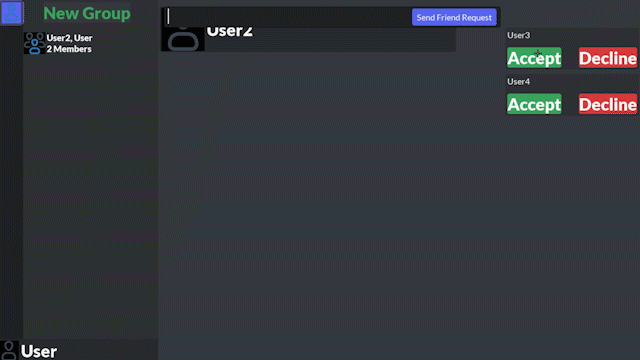 New Group
User2, User
2 Members
Send Friend Request
User2
User3
Accept Decline
User4
Accept Decline
User